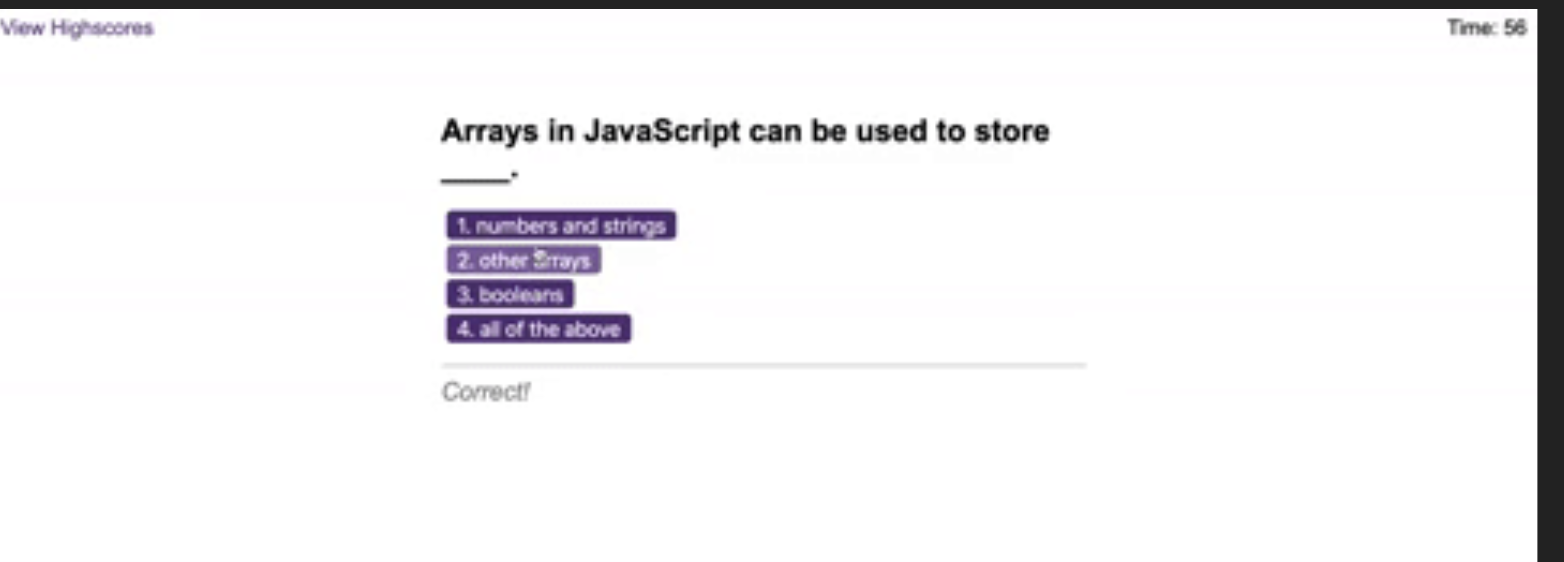 View Highscores
Time: 56
Arrays in JavaScript can be used to store
_____.
1. numbers and strings
2. other arrays
3. booleans
4. all of the above
Correct!